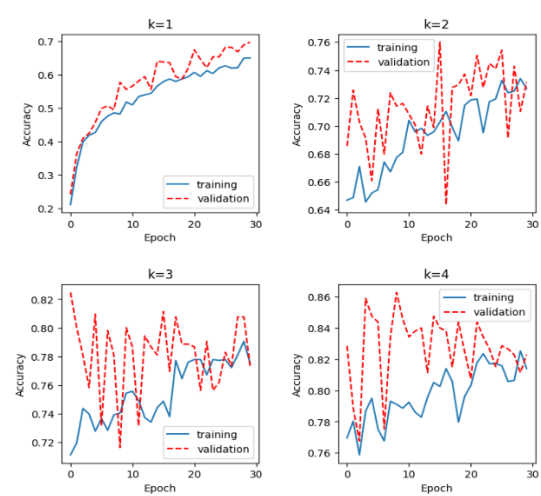 k=1
0.7
0.6
0.5
0.4
0.3
0.2
Accuracy
training
validation
0
10
20
30
Epoch
k=2
0.76
0.74
0.72
0.70
0.68
0.66
0.64
Accuracy
training
validation
0
10
20
30
Epoch
k=3
0.82
0.80
0.78
0.76
0.74
0.72
Accuracy
training
validation
0
10
20
30
Epoch
k=4
0.86
0.84
0.82
0.80
0.78
0.76
Accuracy
training
validation
0
10
20
30
Epoch